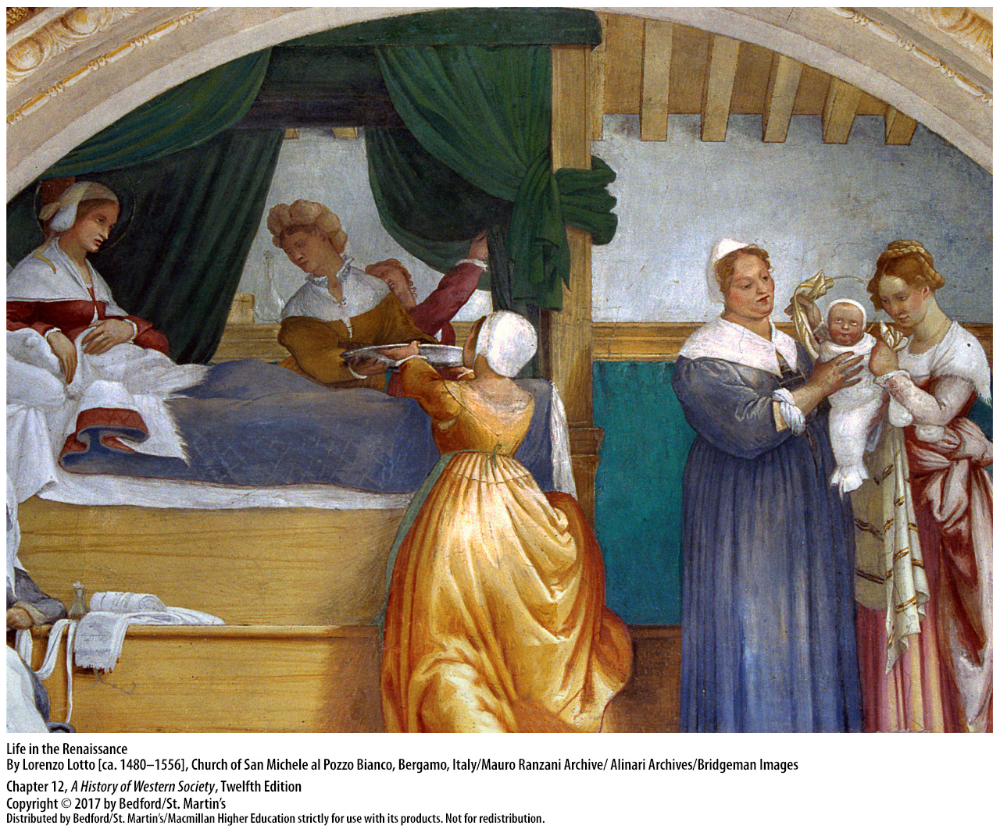 Life in the Renaissance
By Lorenzo Lotto [ca. 1480–1556], Church of San Michele al Pozzo Bianco, Bergamo, Italy/Mauro Ranzani Archive/ Alinari Archives/Bridgeman Images
Chapter 12, A History of Western Society, Twelfth Edition
Copyright © 2017 by Bedford/St. Martin’s
Distributed by Bedford/St. Martin’s/Macmillan Higher Education strictly for use with its products. Not for redistribution.